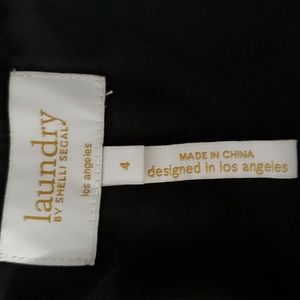 laundry
BY SHELLI SEGAL
los angeles
4
MADE IN CHINA
designed in los angeles